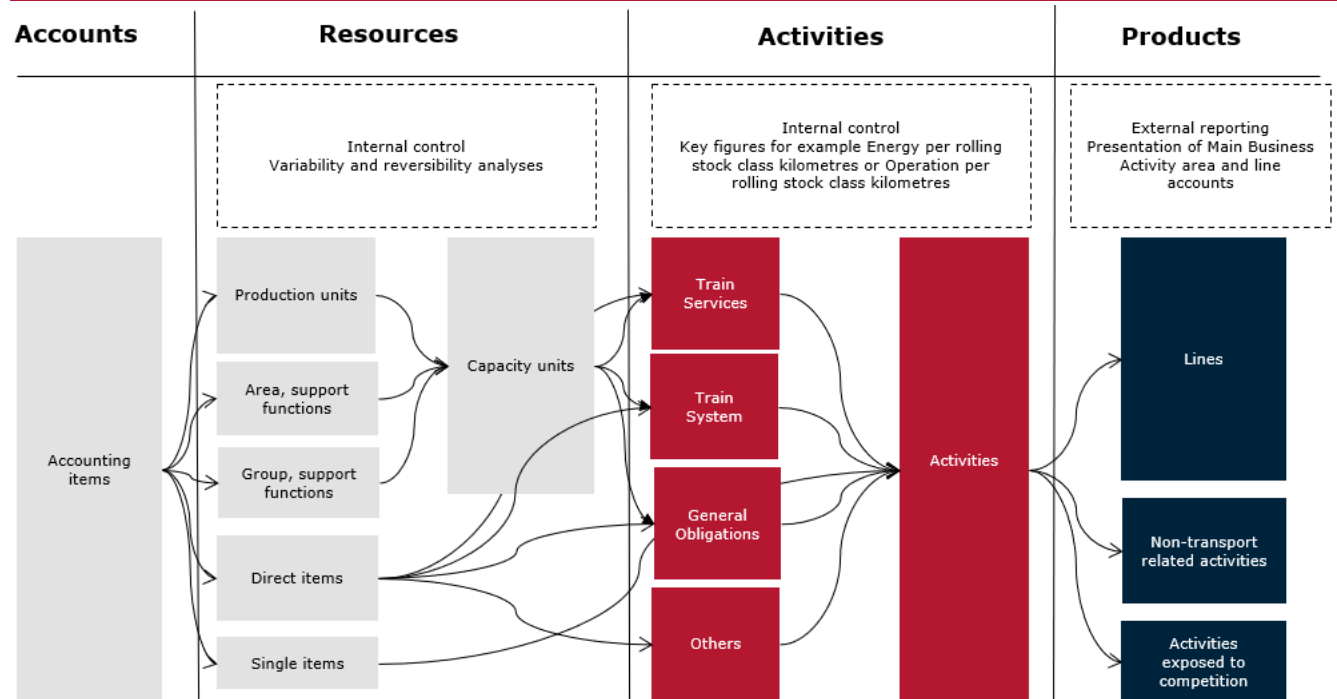 Accounts
Resources
Activities
Products
Internal control
Variability and reversibility analyses
Internal control
Key figures for example Energy per rolling
stock class kilometres or Operation per
rolling stock class kilometres
External reporting
Presentation of Main Business
Activity area and line
accounts
Accounting
items
Production units
Area, support
functions
Group, support
functions
Direct items
Single items
Capacity units
Train
Services
Train
System
General
Obligations
Others
Activities
Lines
Non-transport
related activities
Activities
exposed to
competition